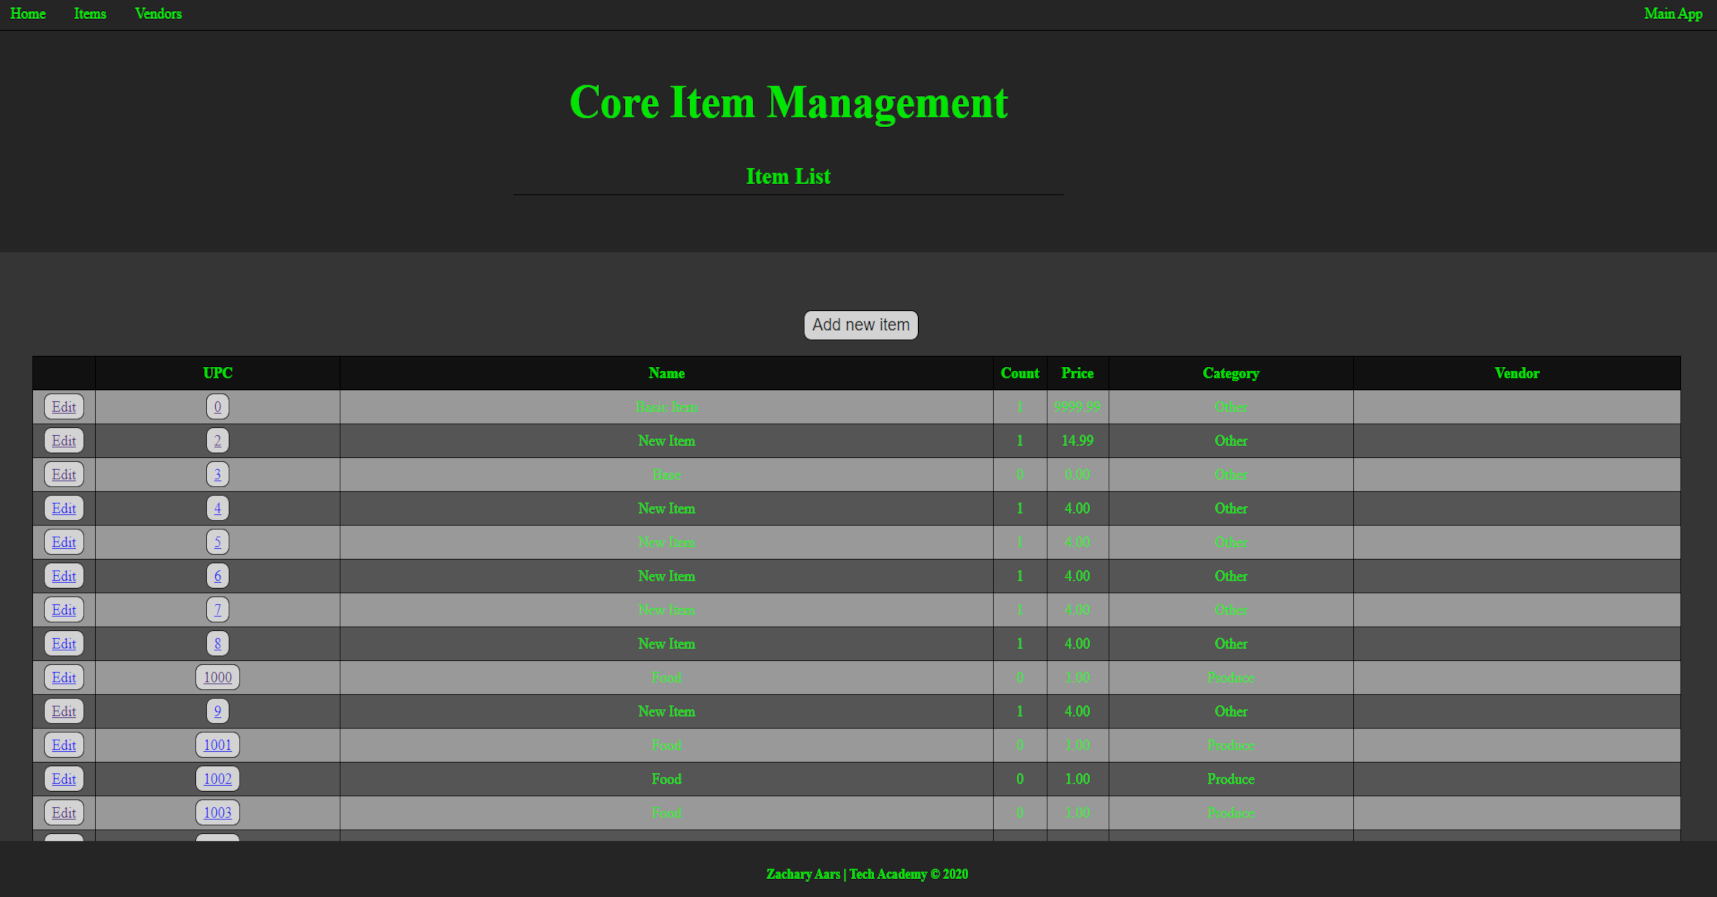 Home Items Vendors Main App
Core Item Management
Item List
Add new item
UPC Name Count Price Category Vendor
Edit 0 Basic Item 1 9999.99 Other
Edit 2 New Item 1 14.99 Other
Edit 3 0 0.00 Other
Edit 4 New Item 1 4.00 Other
Edit 5 New Item 1 4.00 Other
Edit 6 New Item 1 4.00 Other
Edit 7 New Item 1 4.00 Other
Edit 8 New Item 1 4.00 Other
Edit 1000 Food 0 1.00 Produce
Edit 9 New Item 1 4.00 Other
Edit 1001 Food 0 1.00 Produce
Edit 1002 Food 0 1.00 Produce
Edit 1003 Food 0 1.00 Produce
Zachary Aars | Tech Academy © 2020